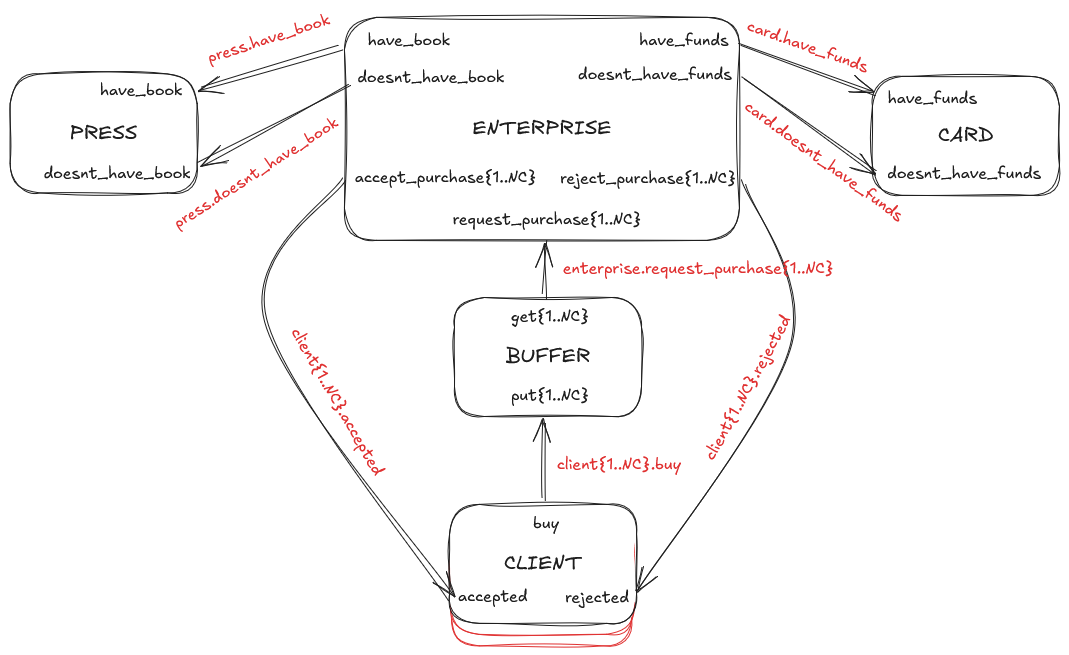 press.have_book
have_book
have_funds
card.have_funds
doesnt_have_book
doesnt_have_funds
have_book
PRESS
doesnt_have_book
press.doesnt_have_book
ENTERPRISE
card.doesnt_have_funds
have_funds
CARD
doesnt_have_funds
accept_purchase{1..NC}
reject_purchase{1..NC}
request_purchase{1..NC}
enterprise.request_purchase{1..NC}
get{1..NC}
BUFFER
put{1..NC}
client{1..NC}.accepted
client{1..NC}.rejected
client{1..NC}.buy
buy
CLIENT
accepted
rejected